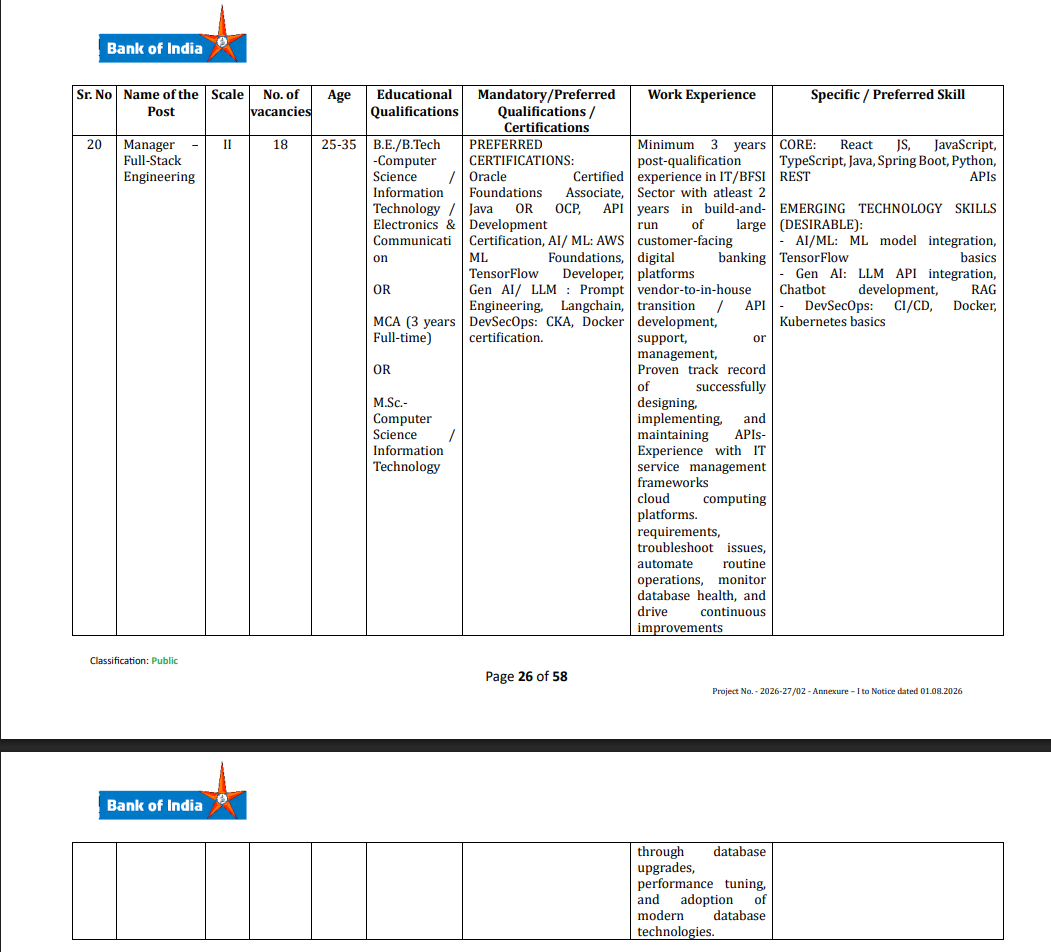 Bank of India
Sr. No
Name of the
Post
Scale
No. of
vacancies
Age
Educational
Qualifications
Mandatory/Preferred
Qualifications /
Certifications
Work Experience
Specific / Preferred Skill
20
Manager –
Full-Stack
Engineering
II
18
25-35
B.E./B.Tech
-Computer
Science /
Information
Technology /
Electronics &
Communicati
on
OR
MCA (3 years
Full-time)
OR
M.Sc.-
Computer
Science /
Information
Technology
PREFERRED
CERTIFICATIONS:
Oracle Certified
Foundations Associate,
Java OR OCP, API
Development
Certification, AI/ ML: AWS
ML Foundations,
TensorFlow Developer,
Gen AI/ LLM : Prompt
Engineering, Langchain,
DevSecOps: CKA, Docker
certification.
Minimum 3 years
post-qualification
experience in IT/BFSI
Sector with atleast 2
years in build-and-
run of large
customer-facing
digital banking
platforms
vendor-to-in-house
transition / API
development,
support, or
management,
Proven track record
of successfully
designing,
implementing, and
maintaining APIs-
Experience with IT
service management
frameworks
cloud computing
platforms.
requirements,
troubleshoot issues,
automate routine
operations, monitor
database health, and
drive continuous
improvements
CORE: React JS, JavaScript,
TypeScript, Java, Spring Boot, Python,
REST APIs
EMERGING TECHNOLOGY SKILLS
(DESIRABLE):
- AI/ML: ML model integration,
TensorFlow basics
- Gen AI: LLM API integration,
Chatbot development, RAG
- DevSecOps: CI/CD, Docker,
Kubernetes basics
Classification: Public
Page 26 of 58
Project No. - 2026-27/02 - Annexure – I to Notice dated 01.08.2026
Bank of India
through database
upgrades,
performance tuning,
and adoption of
modern database
technologies.